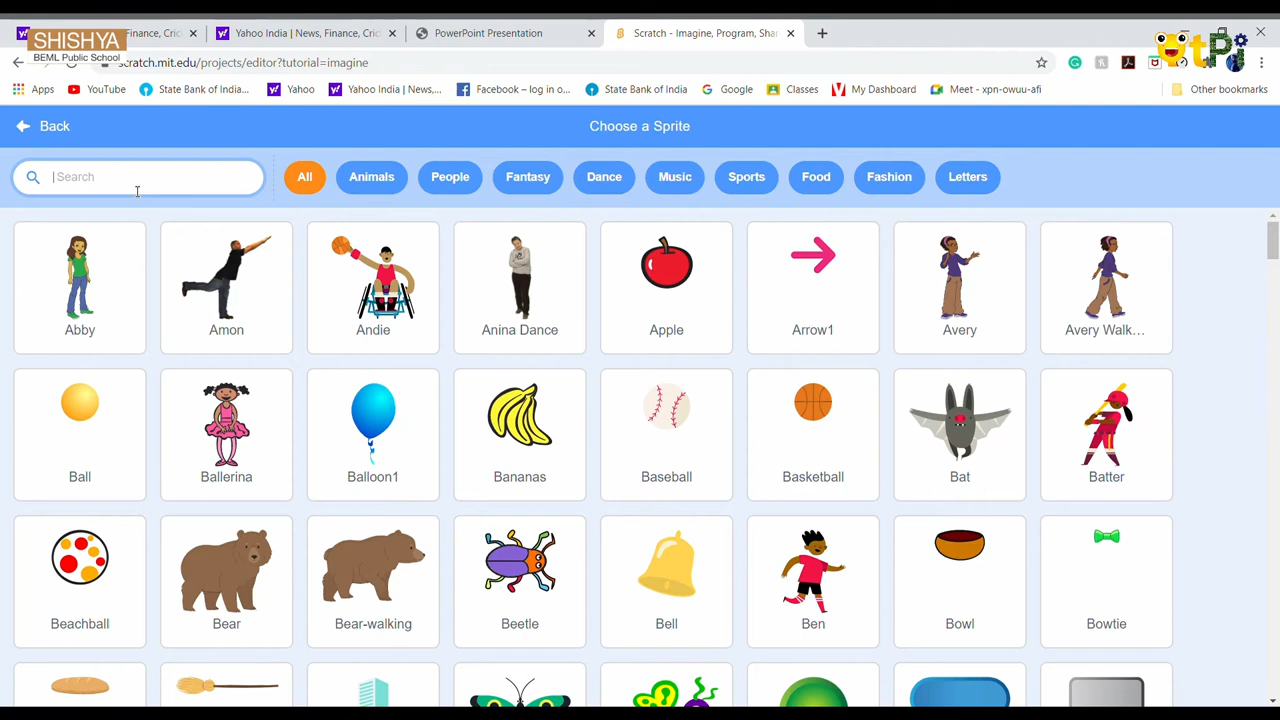 Finance, Cric
Yahoo India | News, Finance, Cric
PowerPoint Presentation
Scratch - Imagine, Program, Shar
SHISHYA
BEML Public School
OtPi
scratch.mit.edu/projects/editor?tutorial=imagine
Apps
YouTube
State Bank of India...
Yahoo
Yahoo India | News,...
Facebook – log in o...
State Bank of India
Google
Classes
My Dashboard
Meet - xpn-owuu-afi
Other bookmarks
Back
Choose a Sprite
Search
All
Animals
People
Fantasy
Dance
Music
Sports
Food
Fashion
Letters
Abby
Amon
Andie
Anina Dance
Apple
Arrow1
Avery
Avery Walk...
Ball
Ballerina
Balloon1
Bananas
Baseball
Basketball
Bat
Batter
Beachball
Bear
Bear-walking
Beetle
Bell
Ben
Bowl
Bowtie